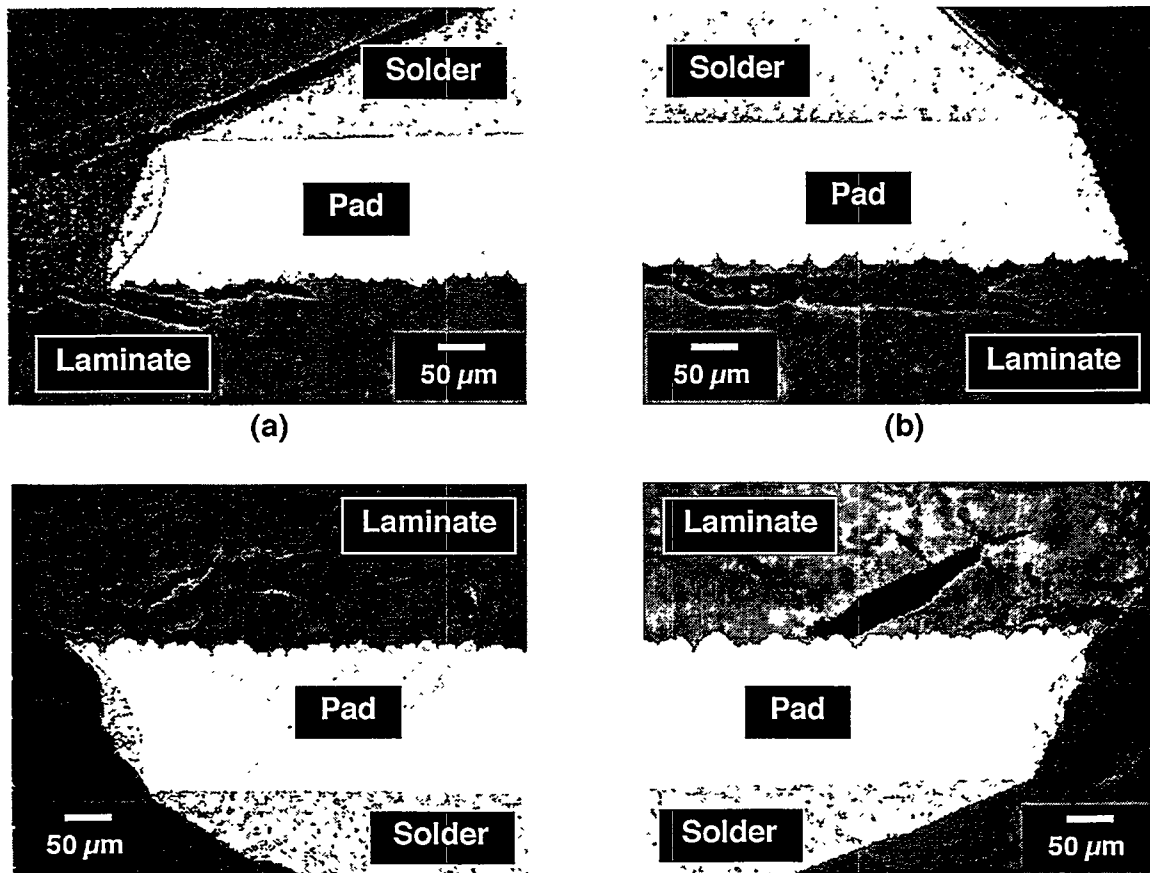 Solder
Pad
Laminate
50 µm
(a)
Solder
Pad
50 µm
Laminate
(b)
Laminate
Pad
50 µm
Solder
Laminate
Pad
Solder
50 µm